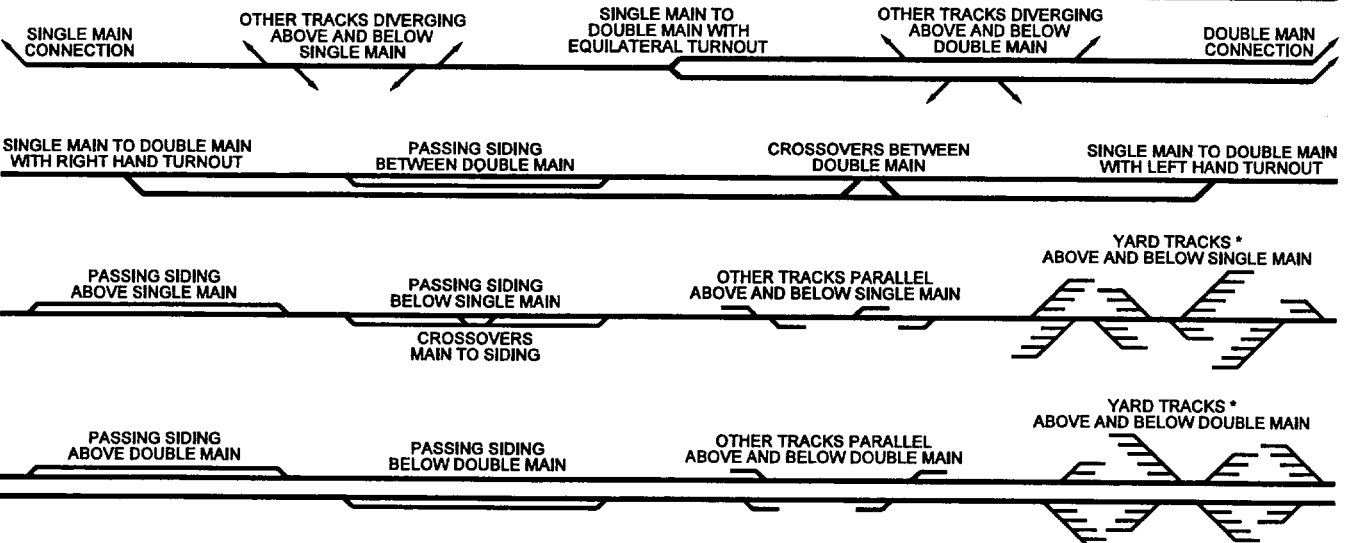 SINGLE MAIN
CONNECTION
OTHER TRACKS DIVERGING
ABOVE AND BELOW
SINGLE MAIN
SINGLE MAIN TO
DOUBLE MAIN WITH
EQUILATERAL TURNOUT
OTHER TRACKS DIVERGING
ABOVE AND BELOW
DOUBLE MAIN
DOUBLE MAIN
CONNECTION
SINGLE MAIN TO DOUBLE MAIN
WITH RIGHT HAND TURNOUT
PASSING SIDING
BETWEEN DOUBLE MAIN
CROSSOVERS BETWEEN
DOUBLE MAIN
SINGLE MAIN TO DOUBLE MAIN
WITH LEFT HAND TURNOUT
PASSING SIDING
ABOVE SINGLE MAIN
PASSING SIDING
BELOW SINGLE MAIN
CROSSOVERS
MAIN TO SIDING
OTHER TRACKS PARALLEL
ABOVE AND BELOW SINGLE MAIN
YARD TRACKS *
ABOVE AND BELOW SINGLE MAIN
PASSING SIDING
ABOVE DOUBLE MAIN
PASSING SIDING
BELOW DOUBLE MAIN
OTHER TRACKS PARALLEL
ABOVE AND BELOW DOUBLE MAIN
YARD TRACKS *
ABOVE AND BELOW DOUBLE MAIN